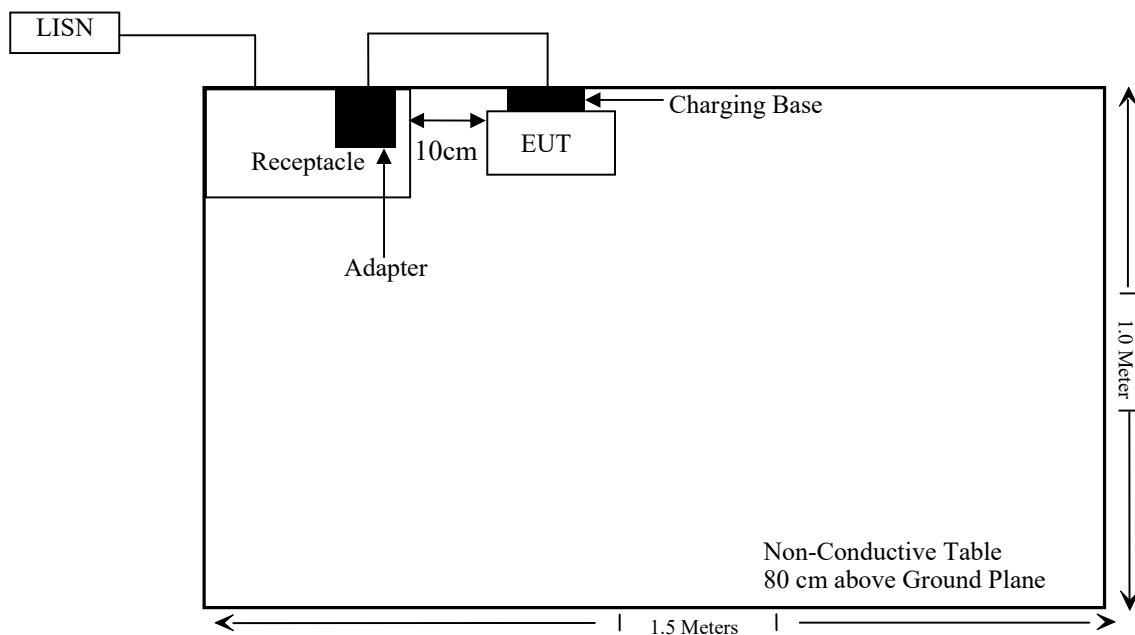 LISN
Charging Base
EUT
10cm
Receptacle
Adapter
1.0 Meter
Non-Conductive Table
80 cm above Ground Plane
1.5 Meters